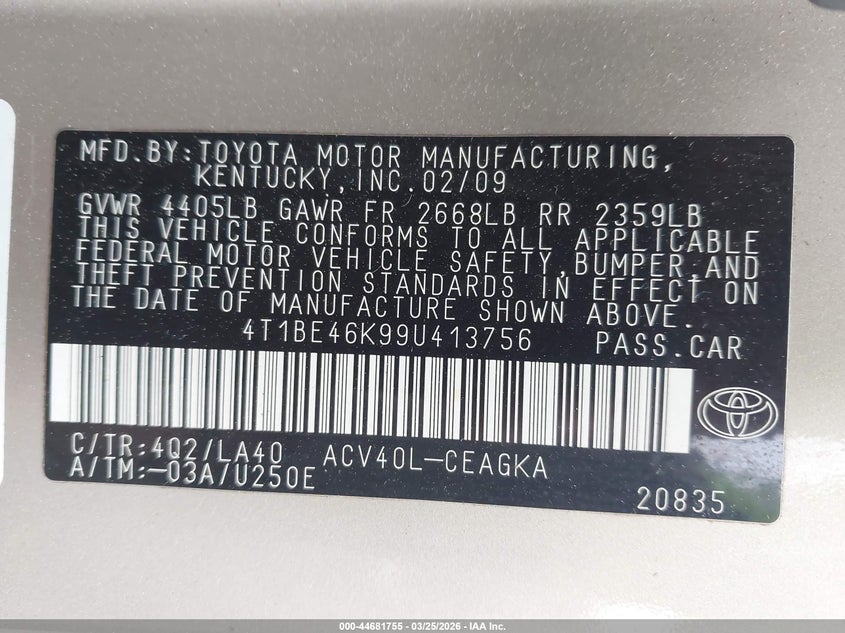 MFD.BY:TOYOTA MOTOR MANUFACTURING,
KENTUCKY,INC.02/09
GVWR 4405LB GAWR FR 2668LB RR 2359LB
THIS VEHICLE CONFORMS TO ALL APPLICABLE
FEDERAL MOTOR VEHICLE SAFETY,BUMPER,AND
THEFT PREVENTION STANDARDS IN EFFECT ON
THE DATE OF MANUFACTURE SHOWN ABOVE.
4T1BE46K99U413756 PASS.CAR
C/TR:4Q2/LA40 ACV40L-CEAGKA
A/TM:-03A/U250E
20835
000-44681755 - 03/25/2026 - IAA Inc.